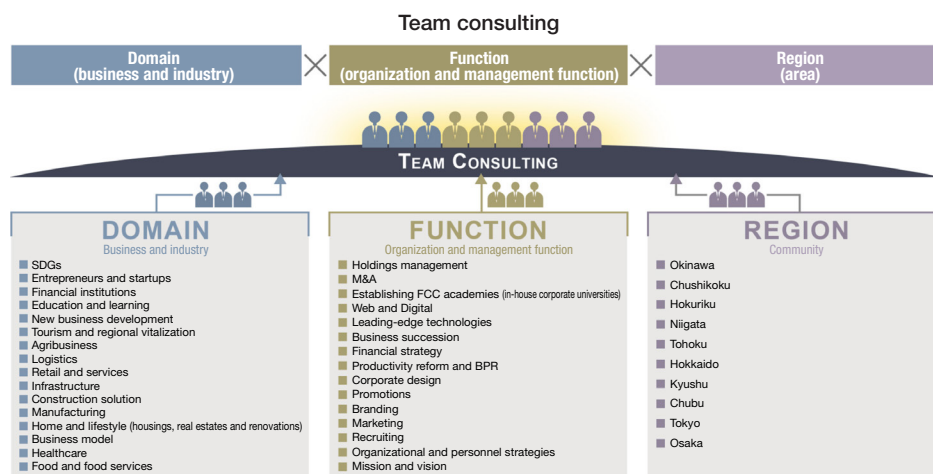 Team consulting
Domain
(business and industry)
Function
(organization and management function)
Region
(area)
TEAM CONSULTING
DOMAIN
Business and industry
SDGs
Entrepreneurs and startups
Financial institutions
Education and learning
New business development
Tourism and regional vitalization
Agribusiness
Logistics
Retail and services
Infrastructure
Construction solution
Manufacturing
Home and lifestyle (housings, real estates and renovations)
Business model
Healthcare
Food and food services
FUNCTION
Organization and management function
Holdings management
M&A
Establishing FCC academies (in-house corporate universities)
Web and Digital
Leading-edge technologies
Business succession
Financial strategy
Productivity reform and BPR
Corporate design
Promotions
Branding
Marketing
Recruiting
Organizational and personnel strategies
Mission and vision
REGION
Community
Okinawa
Chushikoku
Hokuriku
Niigata
Tohoku
Hokkaido
Kyushu
Chubu
Tokyo
Osaka